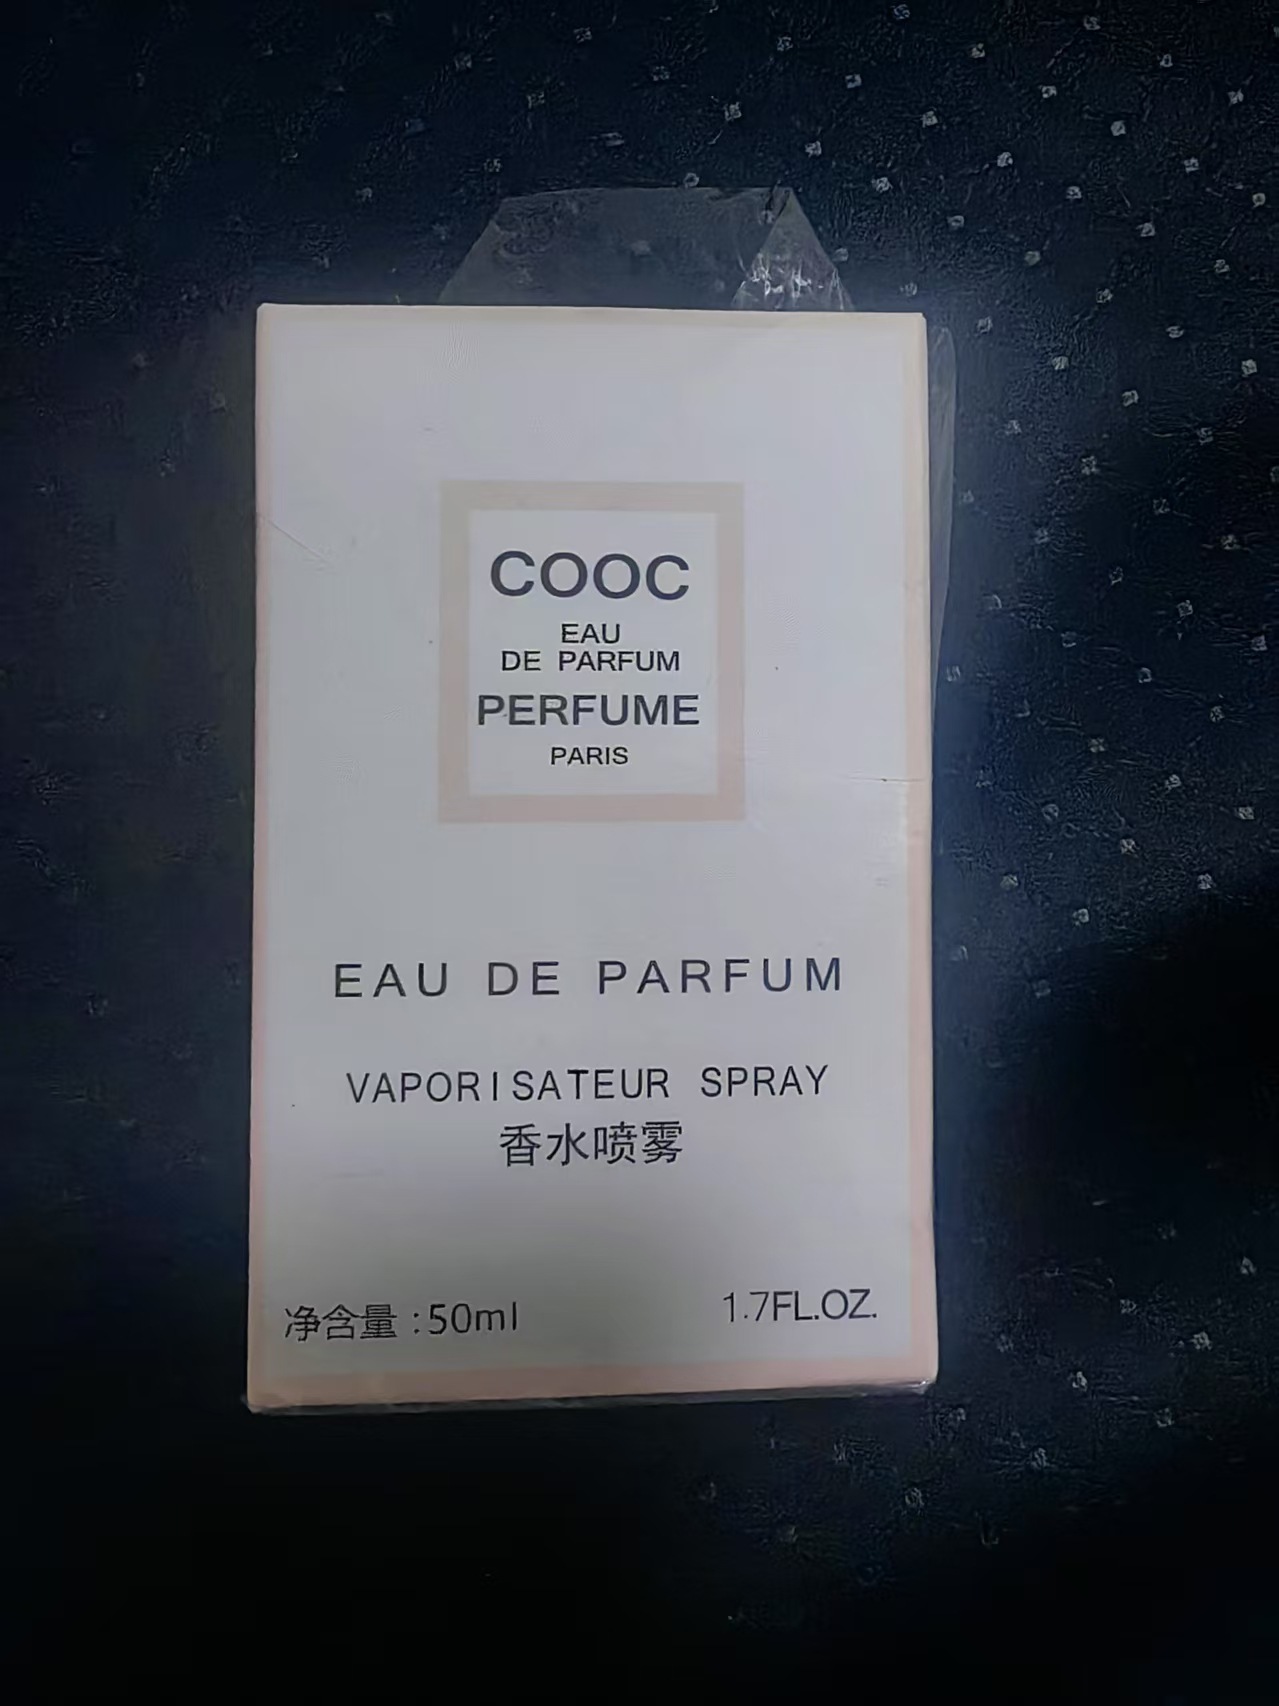 COOC
EAU
DE PARFUM
PERFUME
PARIS
EAU DE PARFUM
VAPORISATEUR SPRAY
香水喷雾
净含量:50ml
1.7FL.OZ.